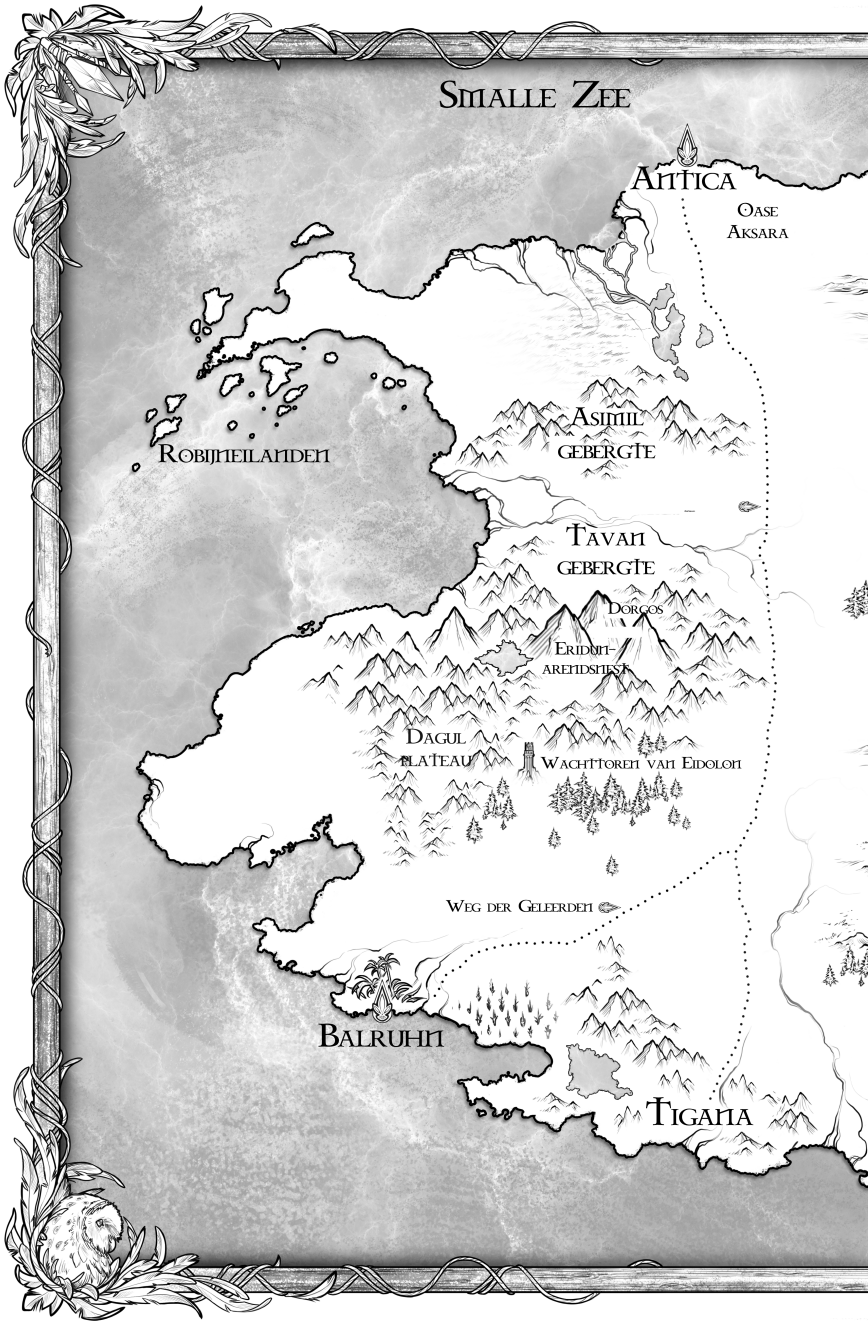 Smalle Zee
Antica
Oase
Aksara
Robijneilanden
Asimil
gebergte
Tavan
gebergte
Dorgos
Eridun-
arendsnest
Dagul
plateau
Wachttoren van Eidolon
Weg der Geleerden
Balruhn
Tigana